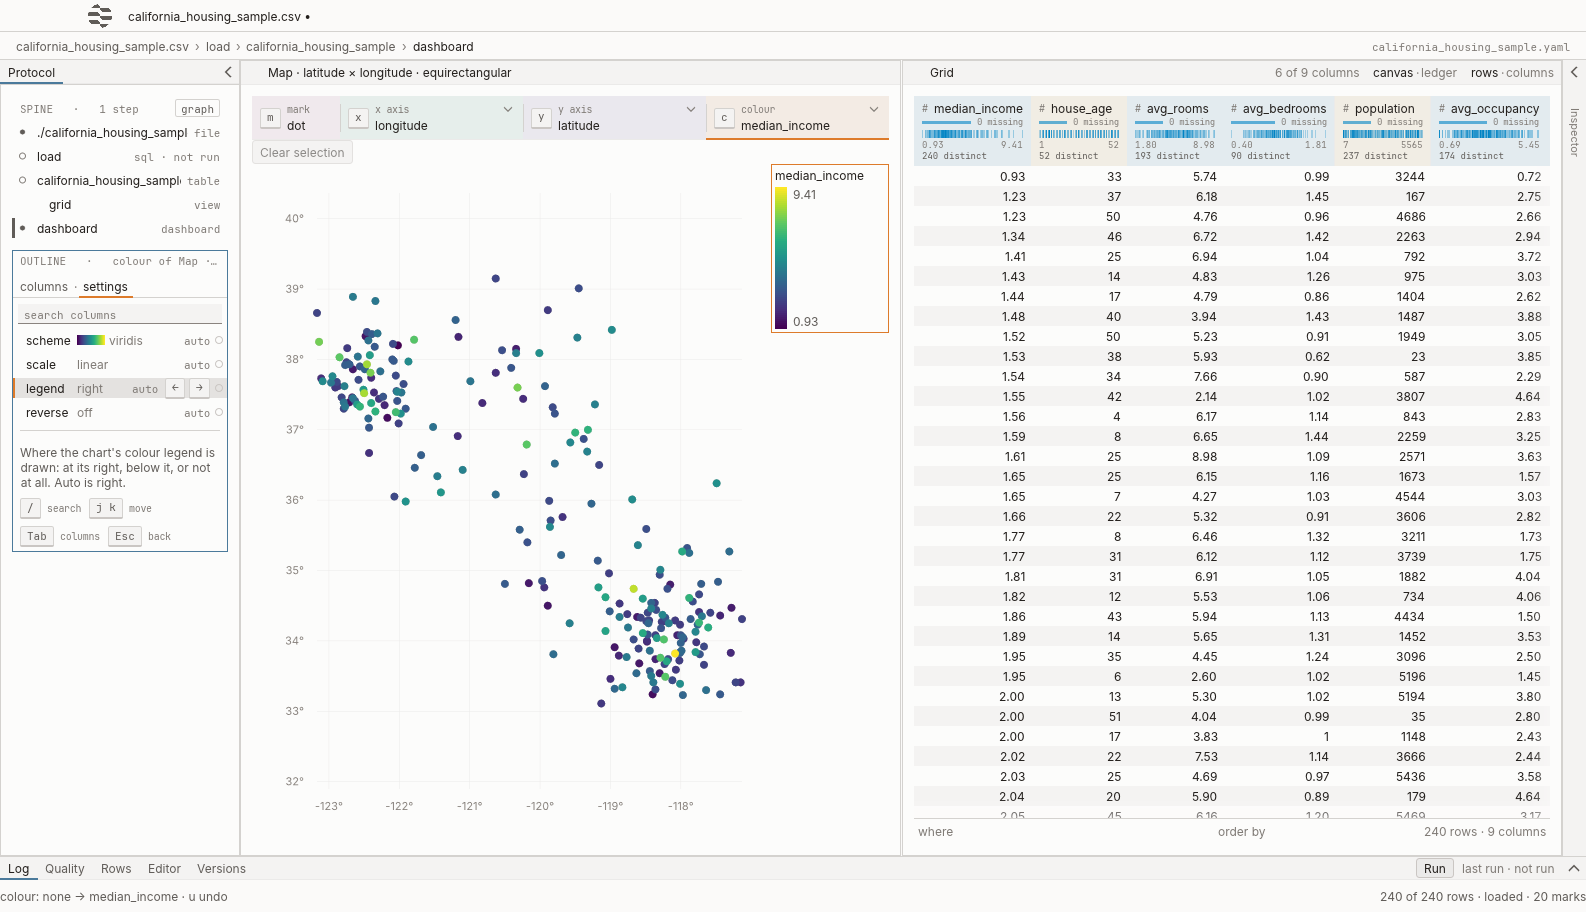 california_housing_sample.csv •
california_housing_sample.csv › load › california_housing_sample › dashboard
california_housing_sample.yaml
Protocol
SPINE · 1 step graph
./california_housing_sampl file
load sql · not run
california_housing_sampl table
grid view
dashboard dashboard
OUTLINE · colour of Map ·…
columns · settings
search columns
scheme viridis auto
scale linear auto
legend right auto ← →
reverse off auto
Where the chart's colour legend is
drawn: at its right, below it, or not
at all. Auto is right.
/ search j k move
Tab columns Esc back
Map · latitude × longitude · equirectangular
m mark dot
x x axis longitude
y y axis latitude
c colour median_income
Clear selection
median_income
9.41
0.93
40°
39°
38°
37°
36°
35°
34°
33°
32°
-123° -122° -121° -120° -119° -118°
Grid 6 of 9 columns canvas · ledger rows · columns
# median_income # house_age # avg_rooms # avg_bedrooms # population # avg_occupancy
0 missing 0 missing 0 missing 0 missing 0 missing 0 missing
0.93 9.41 1 52 1.80 8.98 0.40 1.81 7 5565 0.69 5.45
240 distinct 52 distinct 193 distinct 90 distinct 237 distinct 174 distinct
0.93 33 5.74 0.99 3244 0.72
1.23 37 6.18 1.45 167 2.75
1.23 50 4.76 0.96 4686 2.66
1.34 46 6.72 1.42 2263 2.94
1.41 25 6.94 1.04 792 3.72
1.43 14 4.83 1.26 975 3.03
1.44 17 4.79 0.86 1404 2.62
1.48 40 3.94 1.43 1487 3.88
1.52 50 5.23 0.91 1949 3.05
1.53 38 5.93 0.62 23 3.85
1.54 34 7.66 0.90 587 2.29
1.55 42 2.14 1.02 3807 4.64
1.56 4 6.17 1.14 843 2.83
1.59 8 6.65 1.44 2259 3.25
1.61 25 8.98 1.09 2571 3.63
1.65 25 6.15 1.16 1673 1.57
1.65 7 4.27 1.03 4544 3.03
1.66 22 5.32 0.91 3606 2.82
1.77 8 6.46 1.32 3211 1.73
1.77 31 6.12 1.12 3739 1.75
1.81 31 6.91 1.05 1882 4.04
1.82 12 5.53 1.06 734 4.06
1.86 43 5.94 1.13 4434 1.50
1.89 14 5.65 1.31 1452 3.53
1.95 35 4.45 1.24 3096 2.50
1.95 6 2.60 1.02 5196 1.45
2.00 13 5.30 1.02 5194 3.80
2.00 51 4.04 0.99 35 2.80
2.00 17 3.83 1 1148 2.43
2.02 22 7.53 1.14 3666 2.44
2.03 25 4.69 0.97 5436 3.58
2.04 20 5.90 0.89 179 4.64
2.05 45 6.16 1.20 5469 3.17
where order by 240 rows · 9 columns
Inspector
Log Quality Rows Editor Versions
Run last run · not run
colour: none → median_income · u undo
240 of 240 rows · loaded · 20 marks